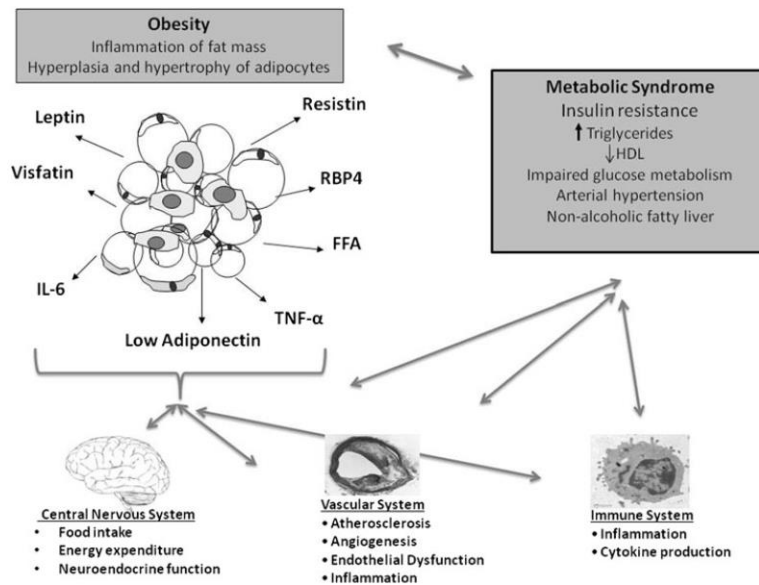 Obesity
Inflammation of fat mass
Hyperplasia and hypertrophy of adipocytes
Metabolic Syndrome
Insulin resistance
⬆ Triglycerides
↓HDL
Impaired glucose metabolism
Arterial hypertension
Non-alcoholic fatty liver
Leptin
Resistin
Visfatin
RBP4
FFA
IL-6
TNF-α
Low Adiponectin
Central Nervous System
• Food intake
• Energy expenditure
• Neuroendocrine function
Vascular System
• Atherosclerosis
• Angiogenesis
• Endothelial Dysfunction
• Inflammation
Immune System
• Inflammation
• Cytokine production